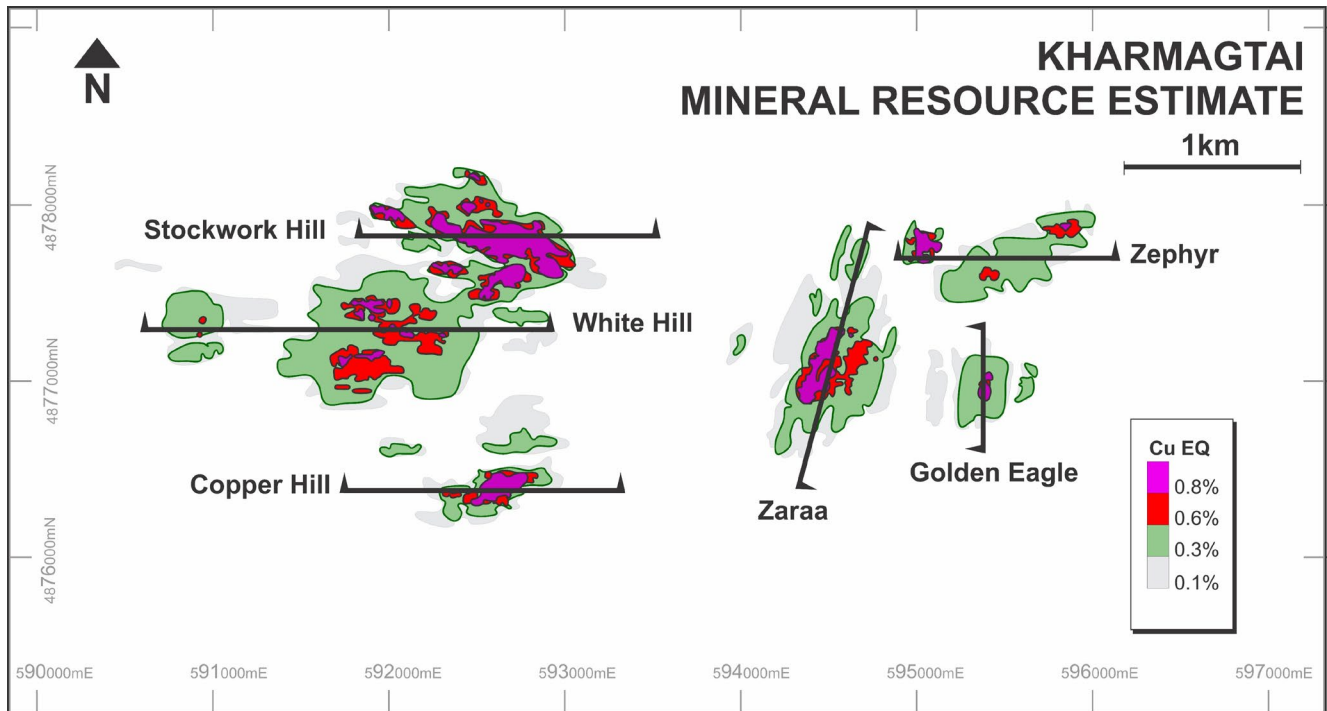 KHARMAGTAI
MINERAL RESOURCE ESTIMATE
N
1km
4878000mN
Stockwork Hill
Zephyr
White Hill
4877000mN
Cu EQ
Golden Eagle
0.8%
Copper Hill
Zaraa
0.6%
0.3%
0.1%
4876000mN
590000mE 591000mE 592000mE 593000mE 594000mE 595000mE 596000mE 597000mE